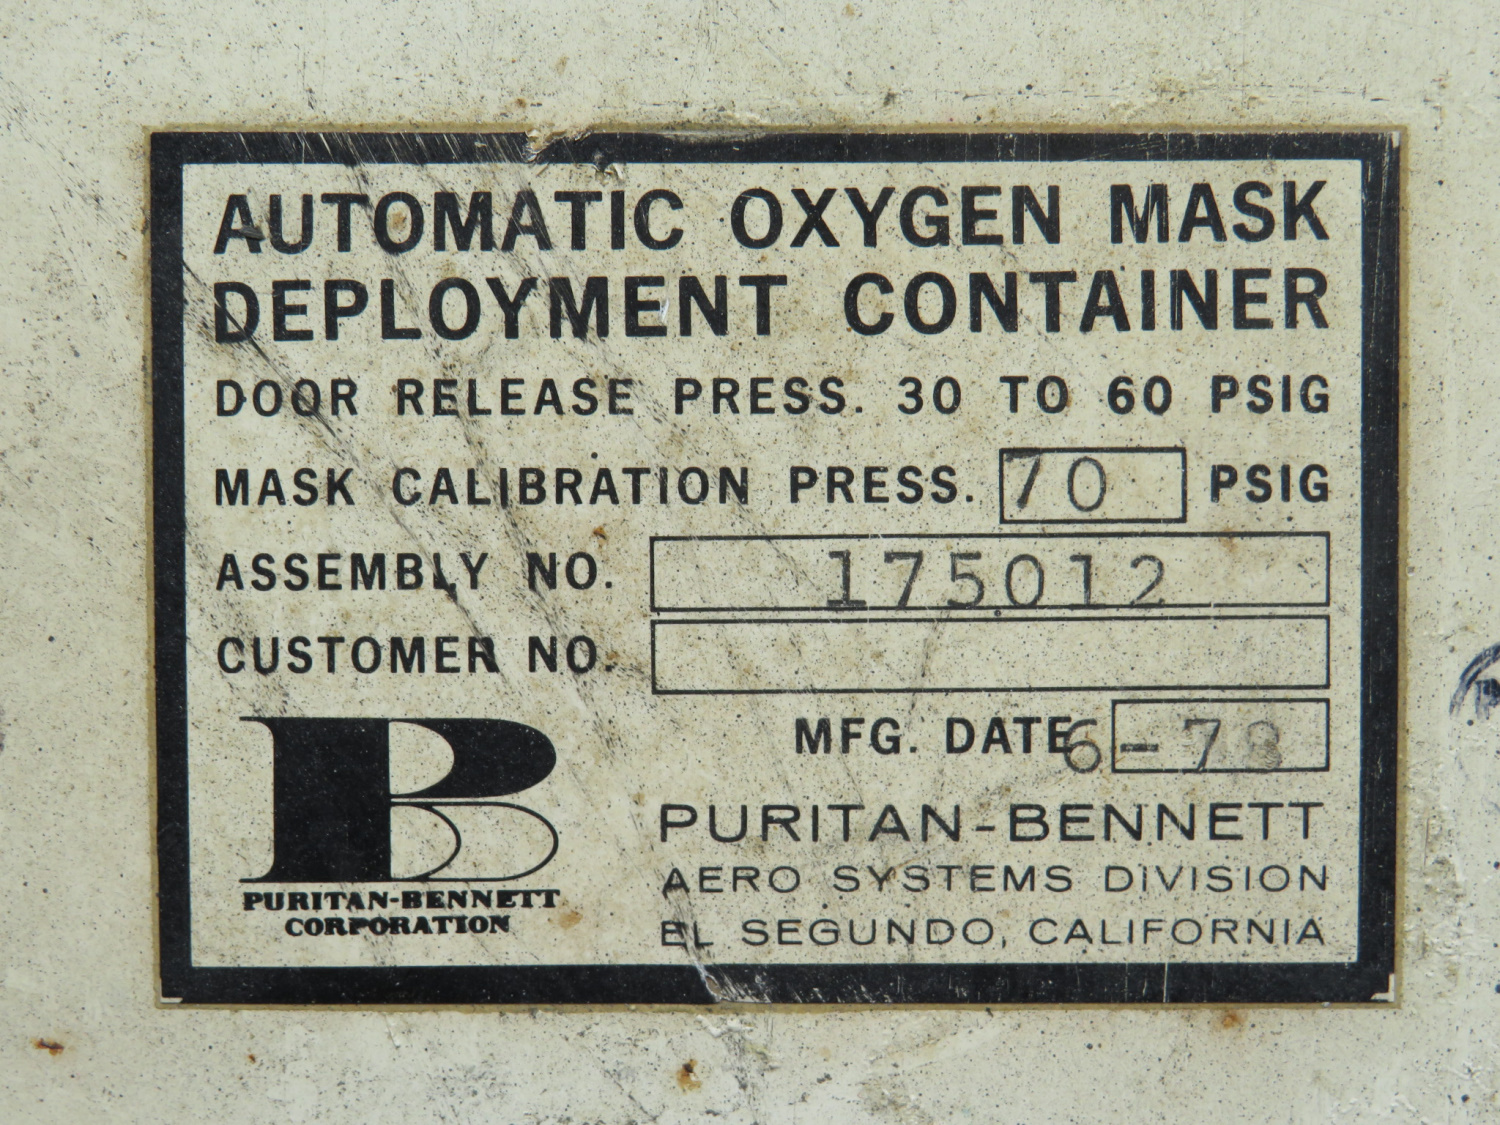 AUTOMATIC OXYGEN MASK
DEPLOYMENT CONTAINER
DOOR RELEASE PRESS. 30 TO 60 PSIG
MASK CALIBRATION PRESS. 70 PSIG
ASSEMBLY NO. 175012
CUSTOMER NO.
MFG. DATE 6-78
PURITAN-BENNETT
AERO SYSTEMS DIVISION
EL SEGUNDO, CALIFORNIA
B
PURITAN-BENNETT
CORPORATION